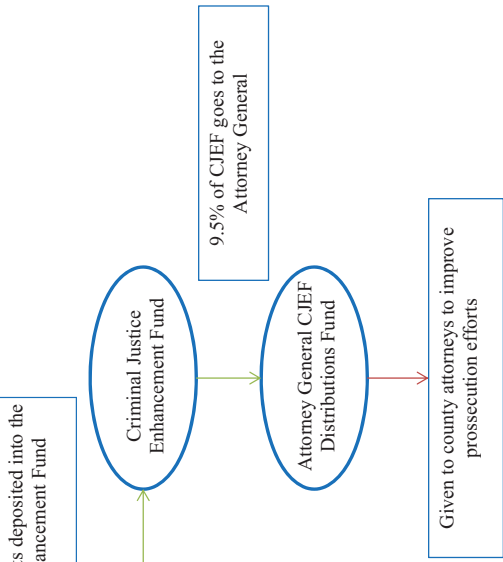 deposited into the
Enhancement Fund
Criminal Justice
Enhancement Fund
9.5% of CJEF goes to the
Attorney General
Attorney General CJEF
Distributions Fund
Given to county attorneys to improve
prossecution efforts